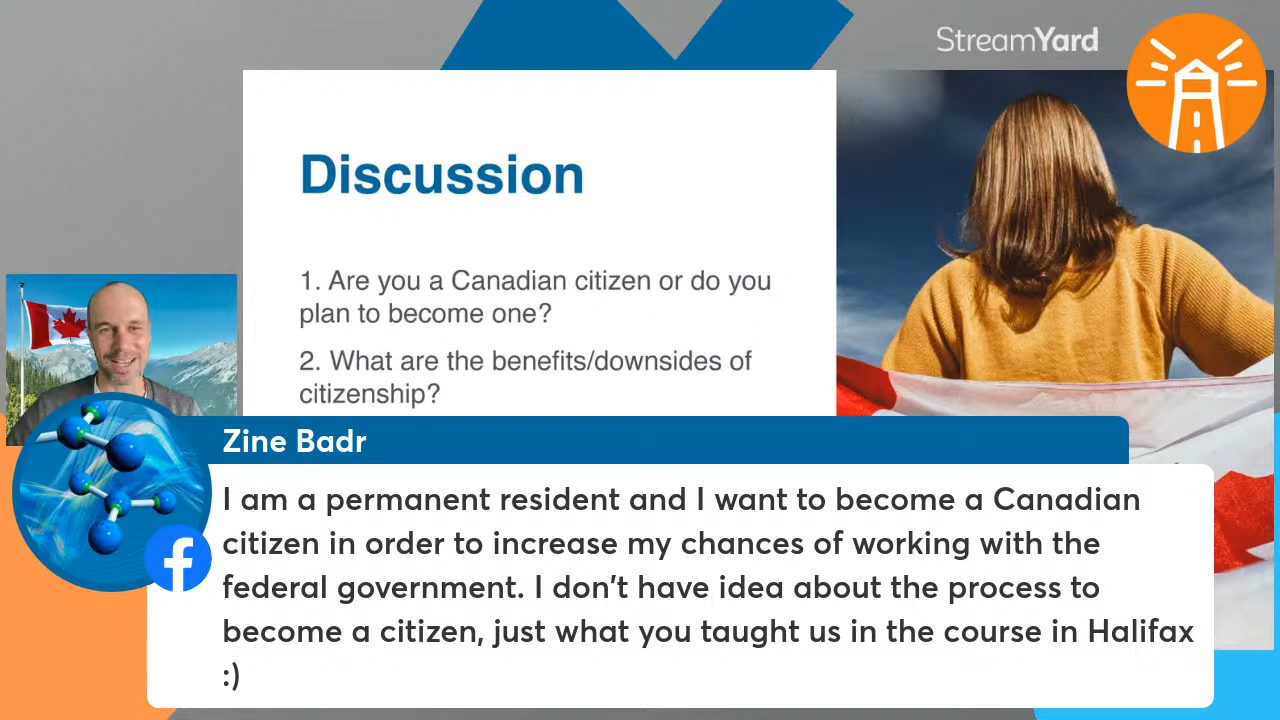 StreamYard
Discussion
1. Are you a Canadian citizen or do you
plan to become one?
2. What are the benefits/downsides of
citizenship?
Zine Badr
I am a permanent resident and I want to become a Canadian
citizen in order to increase my chances of working with the
federal government. I don't have idea about the process to
become a citizen, just what you taught us in the course in Halifax
:)